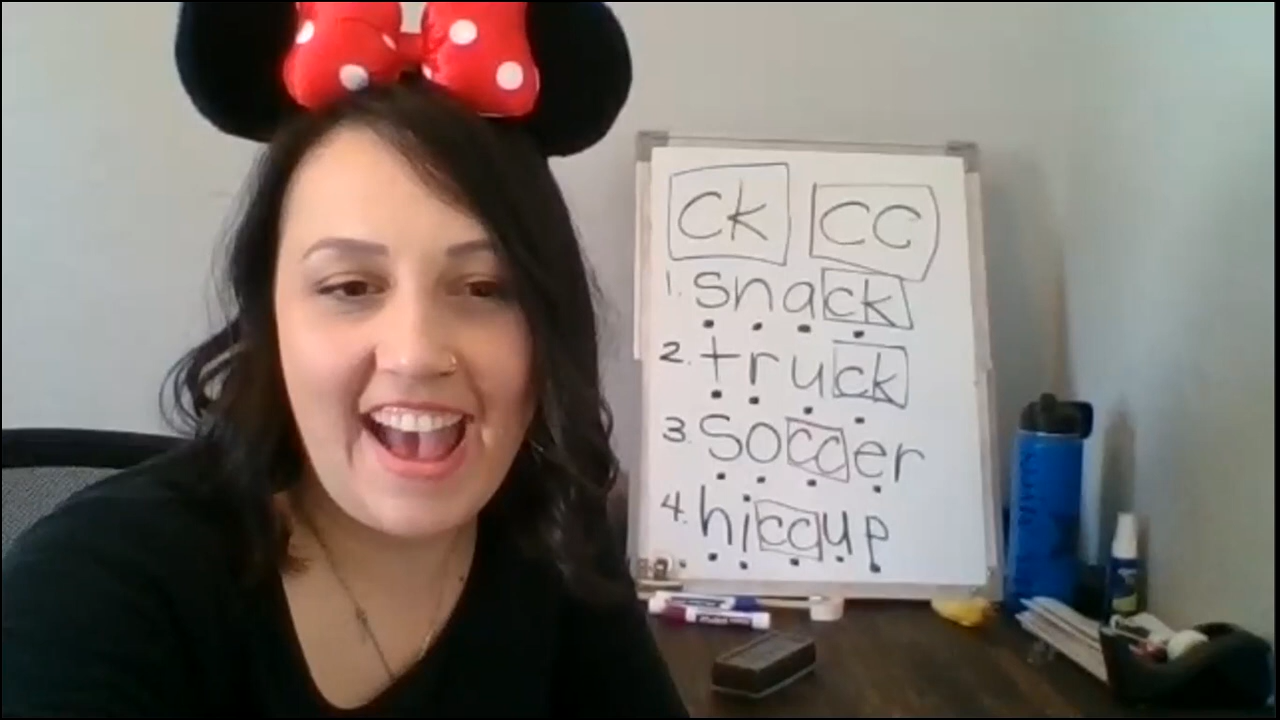 ck cc
1. snack
2. truck
3. Soccer
4. hiccup